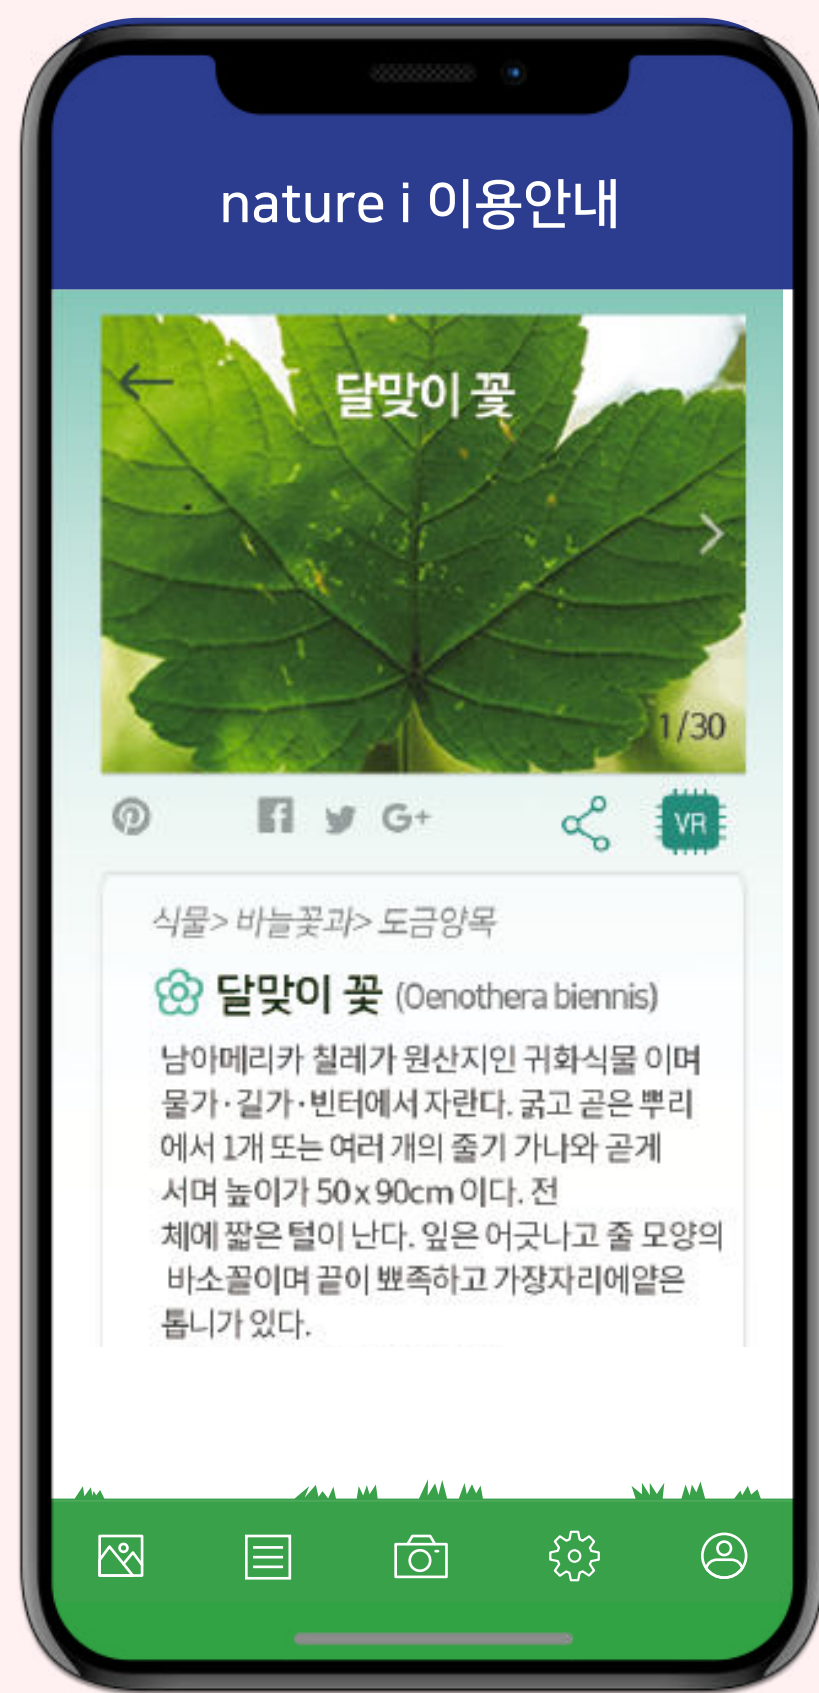 nature i 이용안내
달맞이 꽃
1/30
G+
VR
식물> 바늘꽃과> 도금양목
달맞이 꽃 (Oenothera biennis)
남아메리카 칠레가 원산지인 귀화식물 이며
물가·길가·빈터에서 자란다. 굵고 곧은 뿌리
에서 1개 또는 여러 개의 줄기 가나와 곧게
서며 높이가 50 x 90cm 이다. 전
체에 짧은 털이 난다. 잎은 어긋나고 줄 모양의
바소꼴이며 끝이 뾰족하고 가장자리에얕은
톱니가 있다.